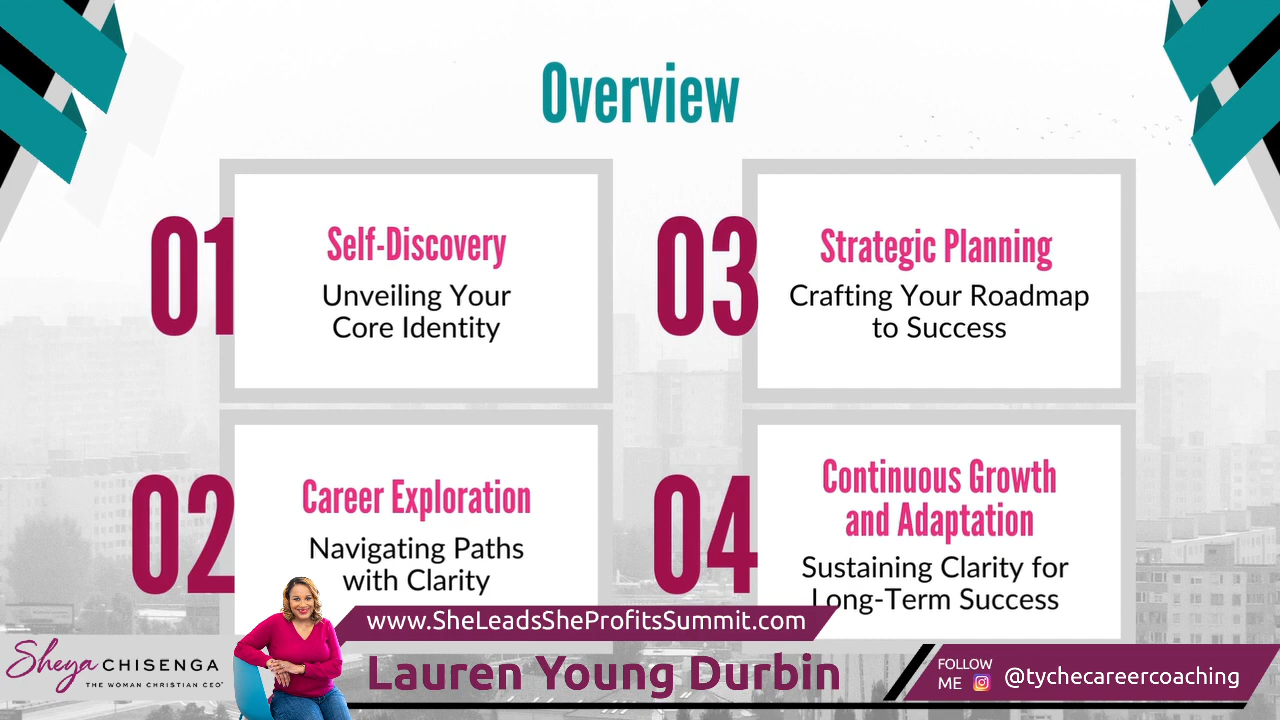 Overview
01
Self-Discovery
Unveiling Your
Core Identity
02
Career Exploration
Navigating Paths
with Clarity
03
Strategic Planning
Crafting Your Roadmap
to Success
04
Continuous Growth
and Adaptation
Sustaining Clarity for
Long-Term Success
www.SheLeadsSheProfitsSummit.com
Sheya CHISENGA
THE WOMAN CHRISTIAN CEO
Lauren Young Durbin
FOLLOW
ME
@tychecareercoaching